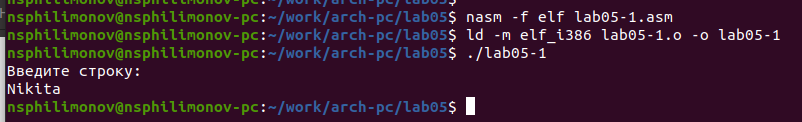 nsphilimonov@nsphilimonov-pc:~/work/arch-pc/lab05$ nasm -f elf lab05-1.asm
nsphilimonov@nsphilimonov-pc:~/work/arch-pc/lab05$ ld -m elf_i386 lab05-1.o -o lab05-1
nsphilimonov@nsphilimonov-pc:~/work/arch-pc/lab05$ ./lab05-1
Введите строку:
Nikita
nsphilimonov@nsphilimonov-pc:~/work/arch-pc/lab05$